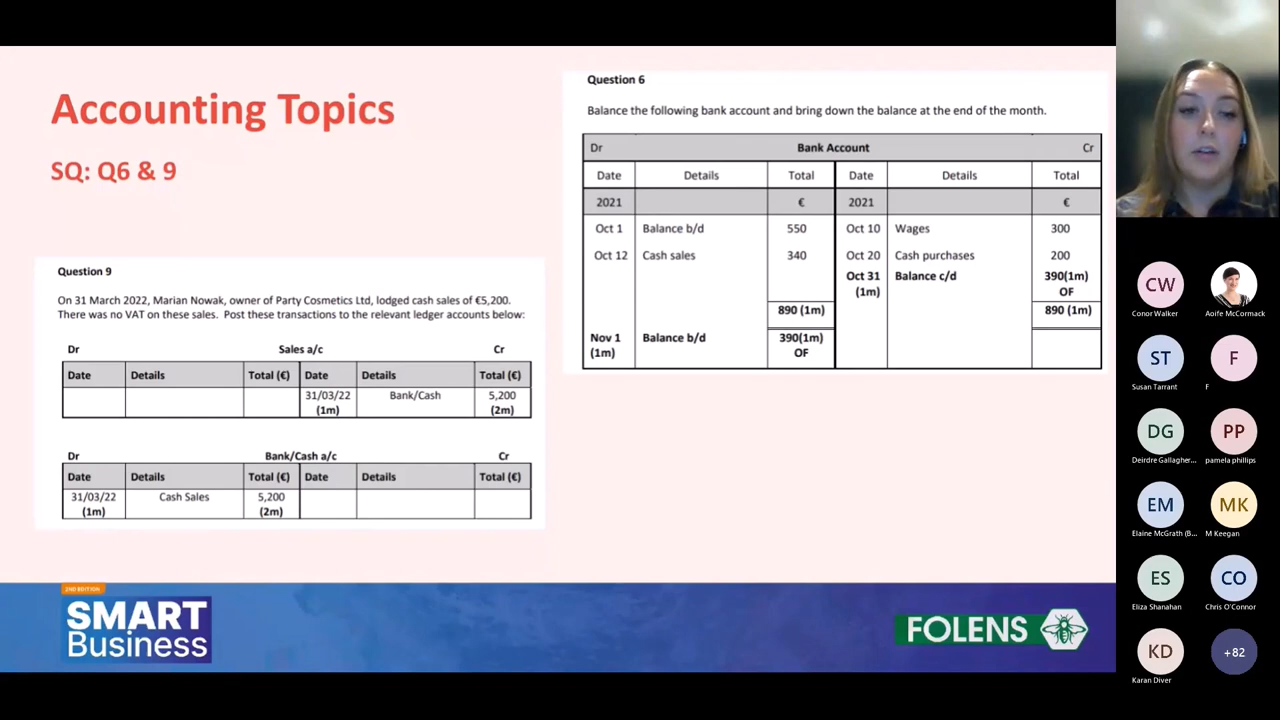 Accounting Topics
SQ: Q6 & 9
Question 6
Balance the following bank account and bring down the balance at the end of the month.
Dr Bank Account Cr
Date Details Total Date Details Total
2021 € 2021 €
Oct 1 Balance b/d 550 Oct 10 Wages 300
Oct 12 Cash sales 340 Oct 20 Cash purchases 200
Oct 31 Balance c/d 390(1m)
(1m) OF
890 (1m) 890 (1m)
Nov 1 Balance b/d 390(1m)
(1m) OF
Question 9
On 31 March 2022, Marian Nowak, owner of Party Cosmetics Ltd, lodged cash sales of €5,200.
There was no VAT on these sales. Post these transactions to the relevant ledger accounts below:
Dr Sales a/c Cr
Date Details Total (€) Date Details Total (€)
31/03/22 Bank/Cash 5,200
(1m) (2m)
Dr Bank/Cash a/c Cr
Date Details Total (€) Date Details Total (€)
31/03/22 Cash Sales 5,200
(1m) (2m)
2ND EDITION
SMART
Business
FOLENS
CW
Conor Walker Aoife McCormack
ST F
Susan Tarrant F
DG PP
Deirdre Gallagher... pamela phillips
EM MK
Elaine McGrath (B... M Keegan
ES CO
Eliza Shanahan Chris O'Connor
KD +82
Karan Diver